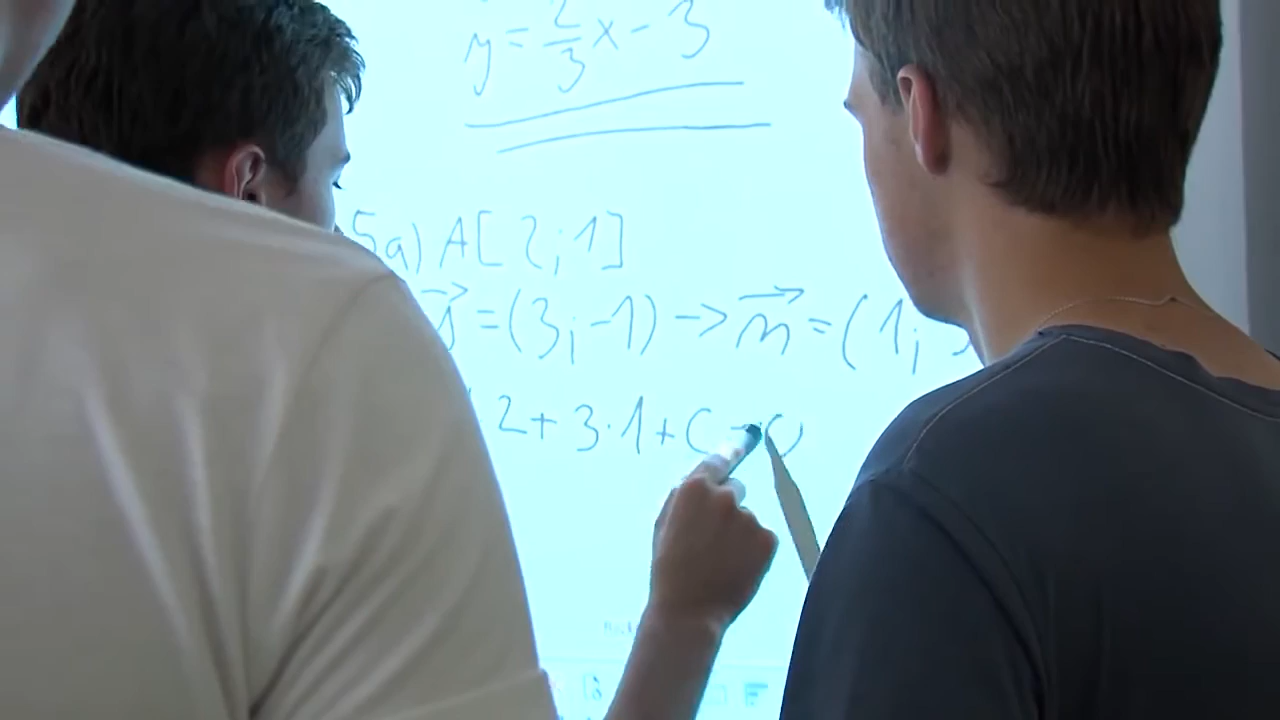 y = 2/3 x - 3
5a) A[2;1]
= (3;-1) → n⃗ = (1;
2 + 3·1 + C = 0